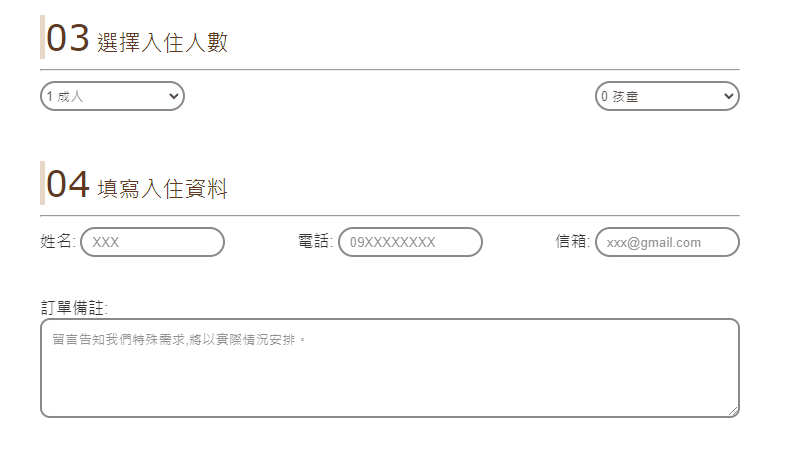 03 選擇入住人數
1 成人 0 孩童
04 填寫入住資料
姓名: XXX 電話: 09XXXXXXXX 信箱: xxx@gmail.com
訂單備註:
留言告知我們特殊需求,將以實際情況安排。